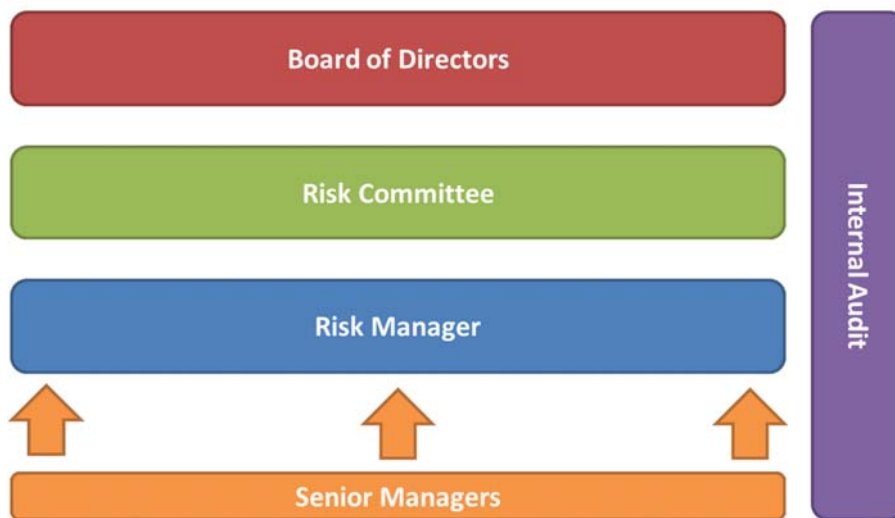 Board of Directors
Risk Committee
Risk Manager
Senior Managers
Internal Audit